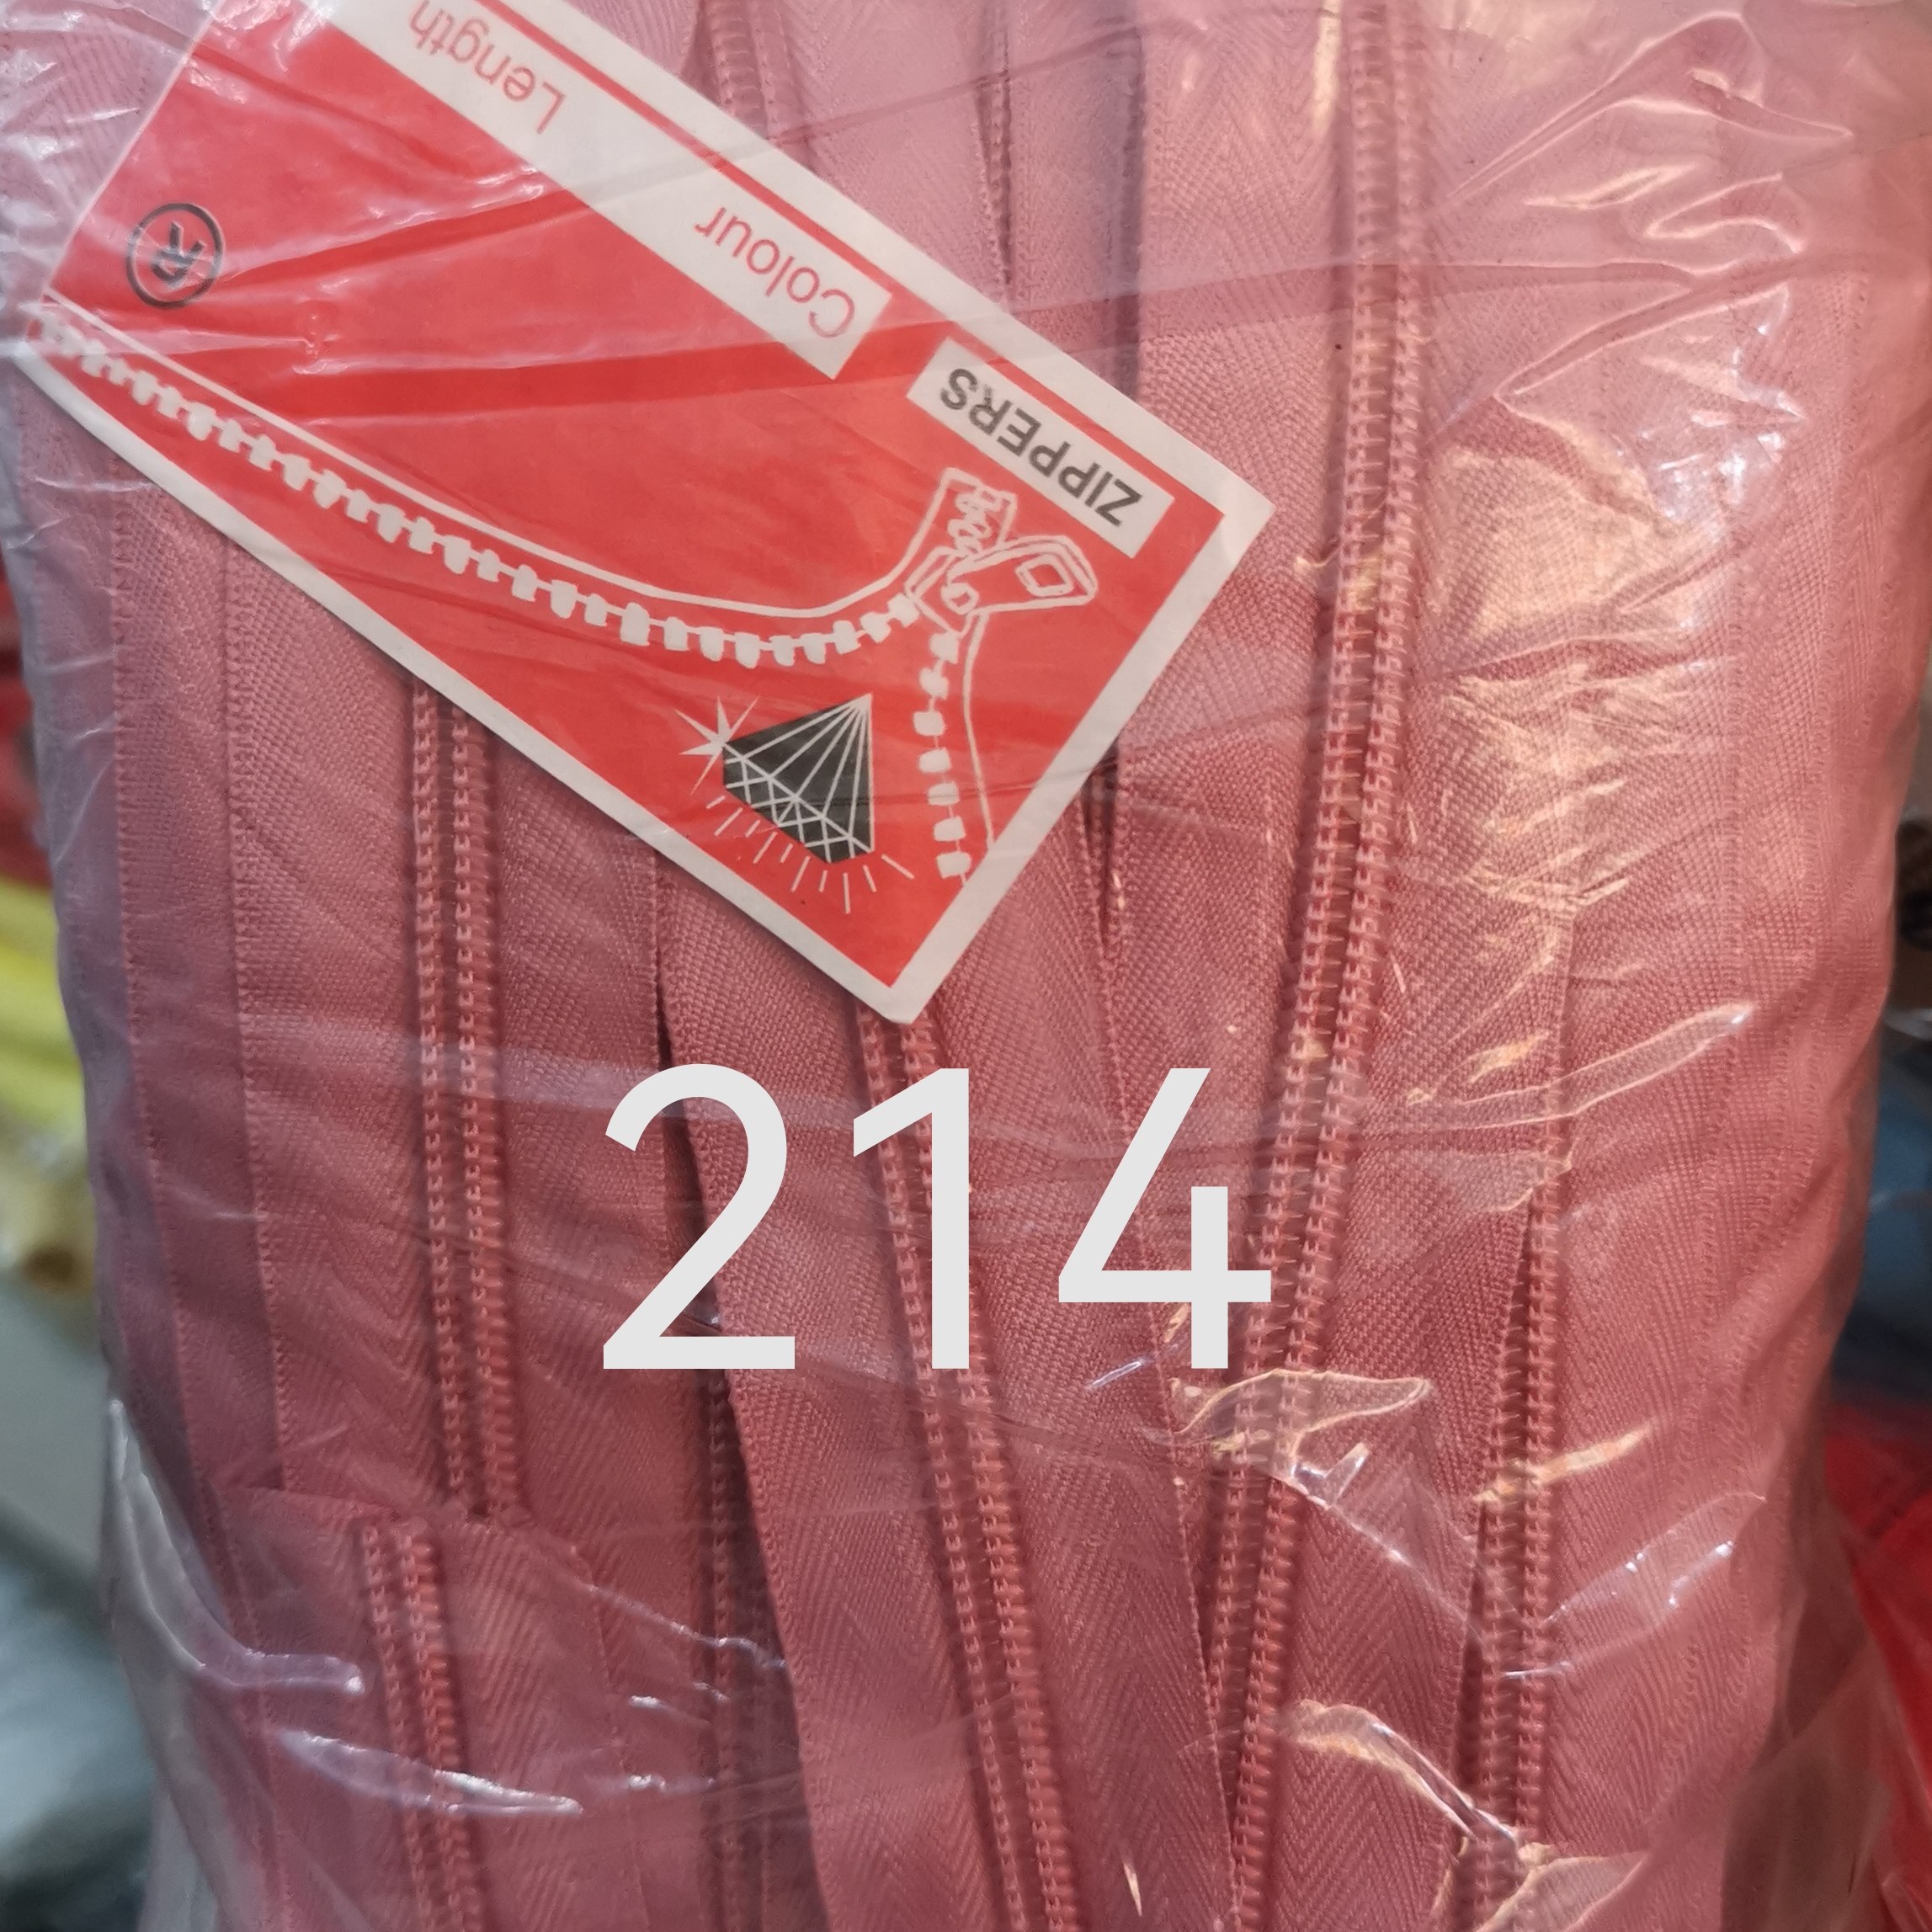 ZIPPERS
Colour
Length
®
214